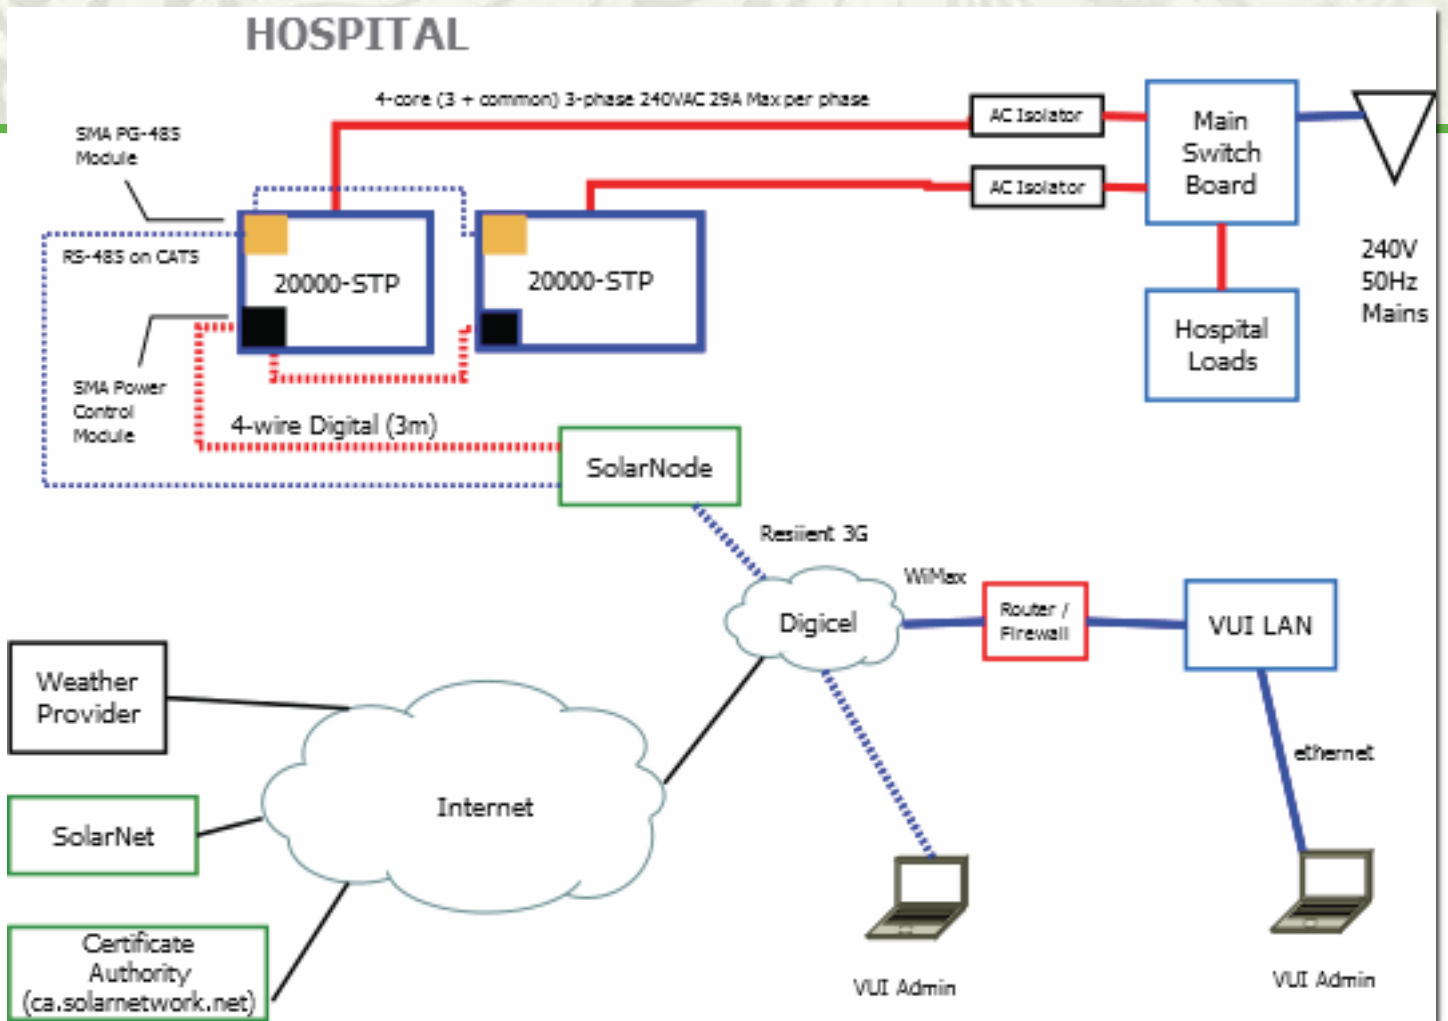 HOSPITAL
4-core (3 + common) 3-phase 240VAC 29A Max per phase
SMA PG-485
Module
AC Isolator
AC Isolator
Main
Switch
Board
RS-485 on CAT5
20000-STP
20000-STP
240V
50Hz
Mains
Hospital
Loads
SMA Power
Control
Module
4-wire Digital (3m)
SolarNode
Resiient 3G
WiMax
Digicel
Router /
Firewall
VUI LAN
Weather
Provider
ethernet
Internet
SolarNet
Certificate
Authority
(ca.solarnetwork.net)
VUI Admin
VUI Admin